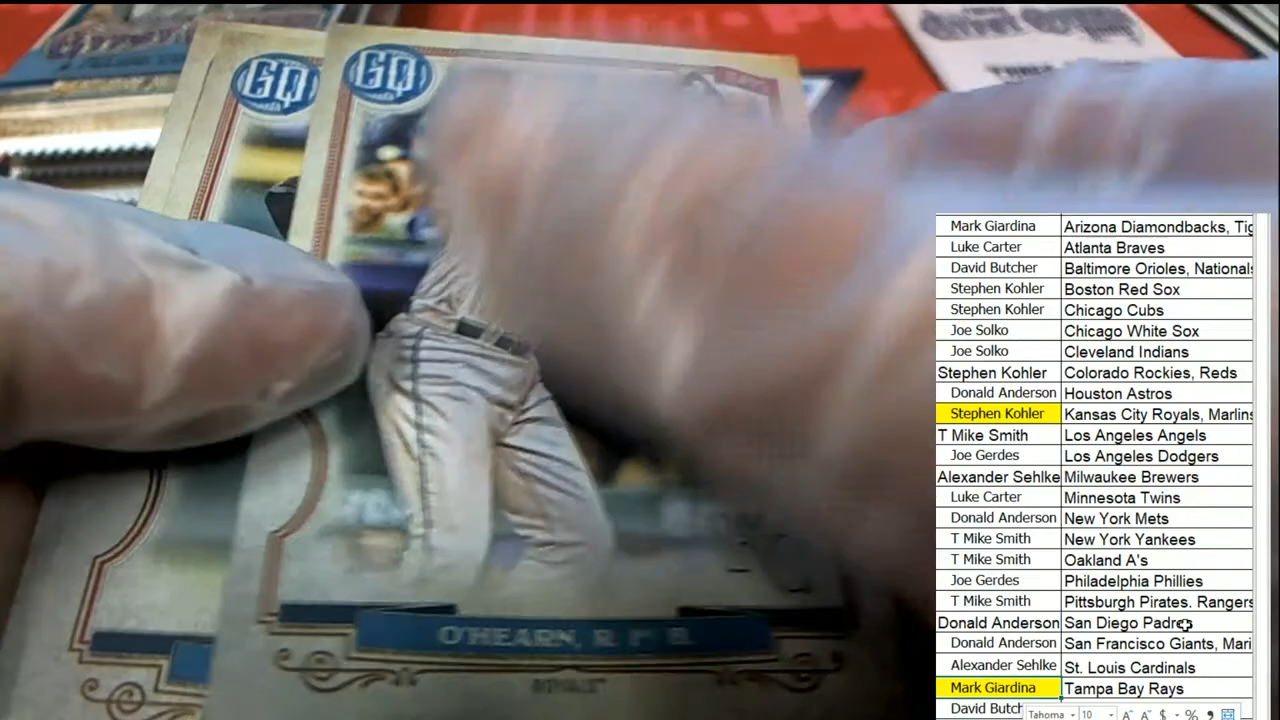 GQ
GQ
O'HEARN, R. 1st B.
ROYALS
Mark Giardina Arizona Diamondbacks, Tig
Luke Carter Atlanta Braves
David Butcher Baltimore Orioles, Nationals
Stephen Kohler Boston Red Sox
Stephen Kohler Chicago Cubs
Joe Solko Chicago White Sox
Joe Solko Cleveland Indians
Stephen Kohler Colorado Rockies, Reds
Donald Anderson Houston Astros
Stephen Kohler Kansas City Royals, Marlins
T Mike Smith Los Angeles Angels
Joe Gerdes Los Angeles Dodgers
Alexander Sehlke Milwaukee Brewers
Luke Carter Minnesota Twins
Donald Anderson New York Mets
T Mike Smith New York Yankees
T Mike Smith Oakland A's
Joe Gerdes Philadelphia Phillies
T Mike Smith Pittsburgh Pirates. Rangers
Donald Anderson San Diego Padres
Donald Anderson San Francisco Giants, Mari
Alexander Sehlke St. Louis Cardinals
Mark Giardina Tampa Bay Rays
David Butch
Tahoma 10 A A $ % ,